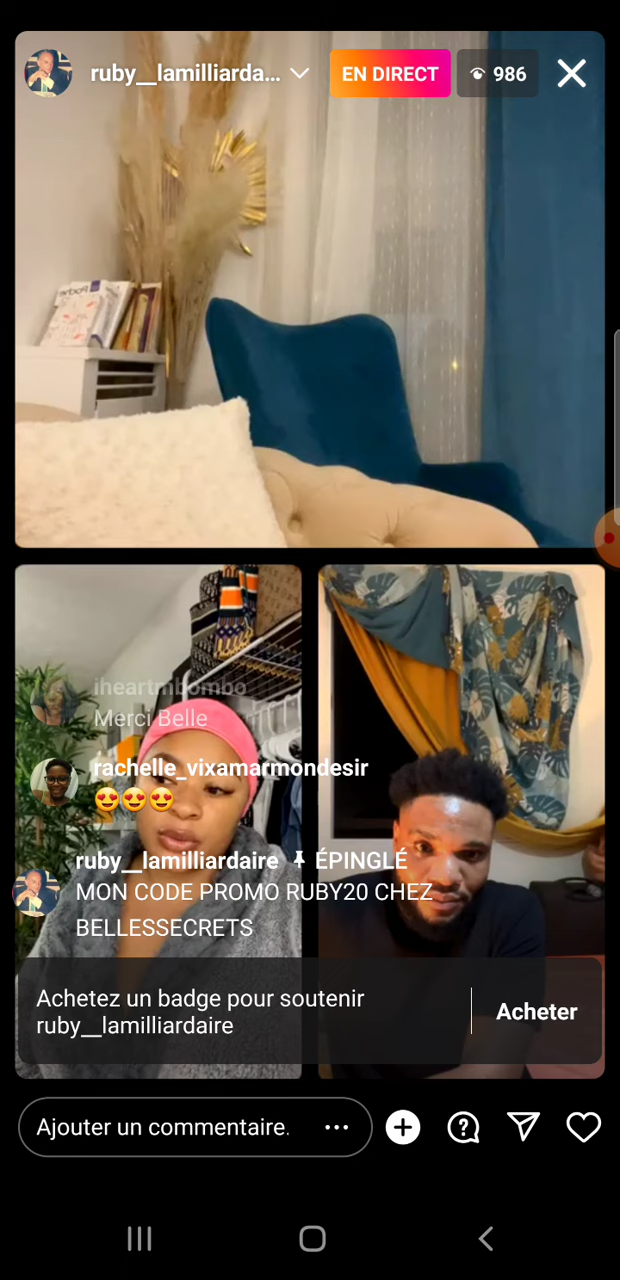 ruby__lamilliarda...
EN DIRECT
986
iheartmbombo
Merci Belle
rachelle_vixamarmondesir
😍😍😍
ruby__lamilliardaire ÉPINGLÉ
MON CODE PROMO RUBY20 CHEZ
BELLESSECRETS
Achetez un badge pour soutenir
ruby__lamilliardaire
Acheter
Ajouter un commentaire.